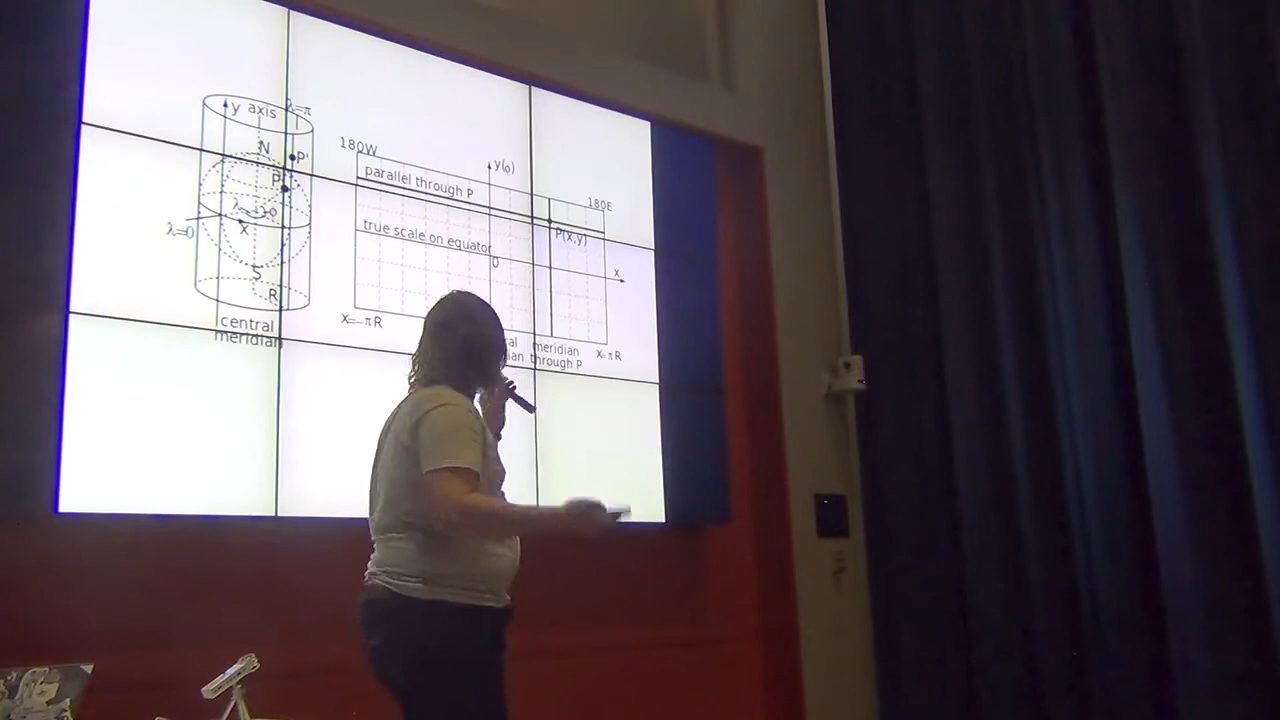 y axis
λ=π
N
P'
P
λ=0
x
S
R
central
meridian
180W
y(φ)
parallel through P
180E
P(x,y)
true scale on equator
0
x
x=-πR
meridian
through P
x=πR